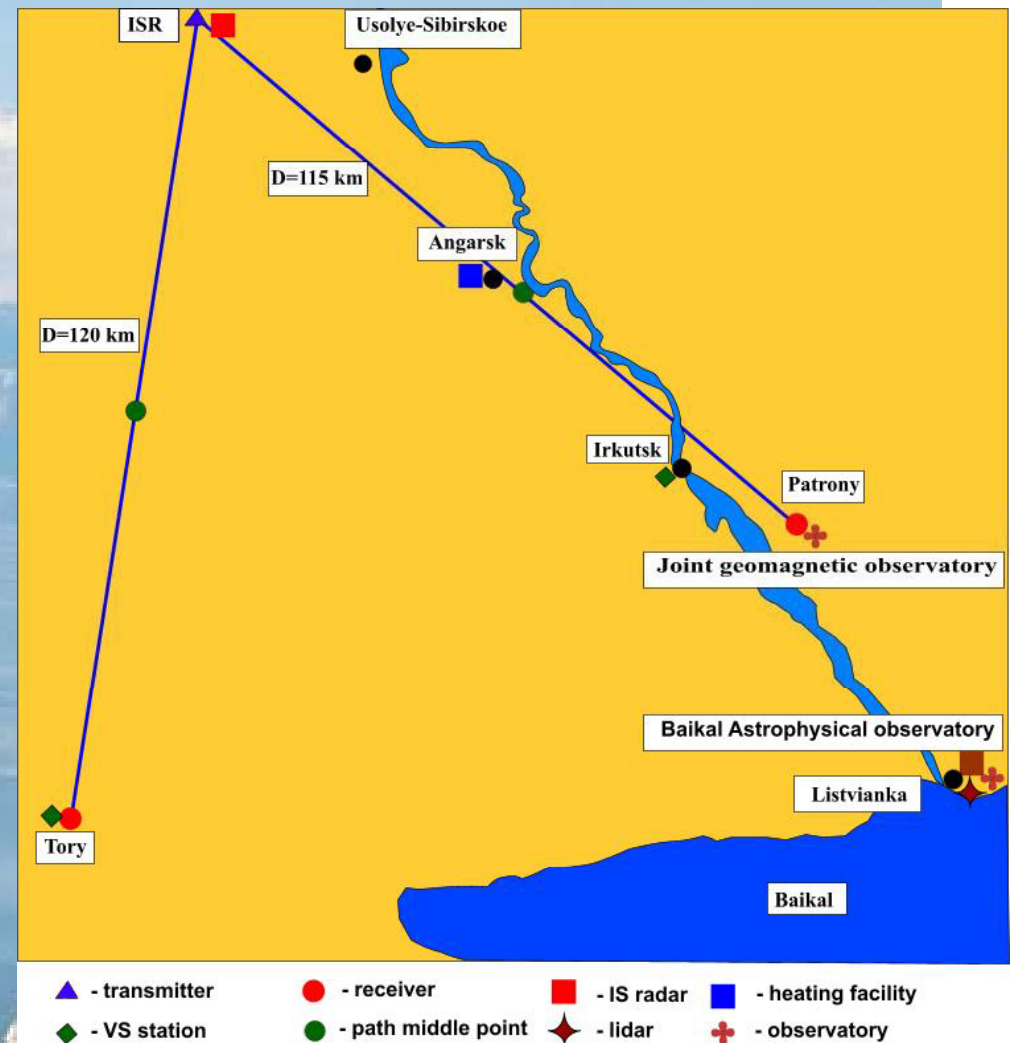 ISR
Usolye-Sibirskoe
D=115 km
Angarsk
D=120 km
Irkutsk
Patrony
Joint geomagnetic observatory
Baikal Astrophysical observatory
Listvianka
Tory
Baikal
- transmitter
- receiver
- IS radar
- heating facility
- VS station
- path middle point
- lidar
- observatory